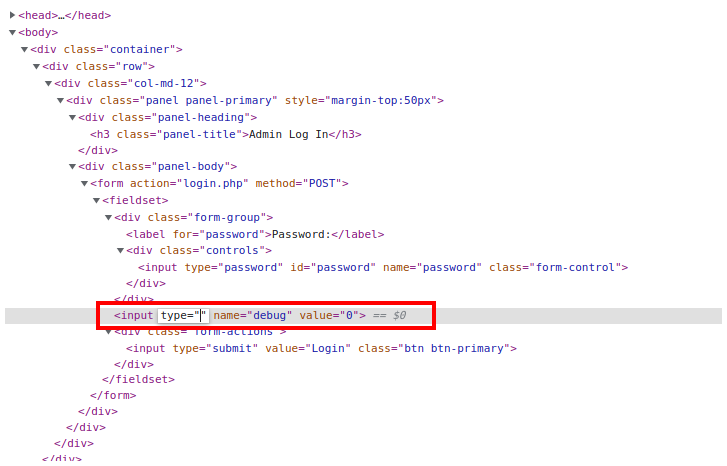 <head>…</head>
<body>
<div class="container">
<div class="row">
<div class="col-md-12">
<div class="panel panel-primary" style="margin-top:50px">
<div class="panel-heading">
<h3 class="panel-title">Admin Log In</h3>
</div>
<div class="panel-body">
<form action="login.php" method="POST">
<fieldset>
<div class="form-group">
<label for="password">Password:</label>
<div class="controls">
<input type="password" id="password" name="password" class="form-control">
</div>
</div>
<input type="" name="debug" value="0"> == $0
<div class="form-actions">
<input type="submit" value="Login" class="btn btn-primary">
</div>
</fieldset>
</form>
</div>
</div>
</div>
</div>